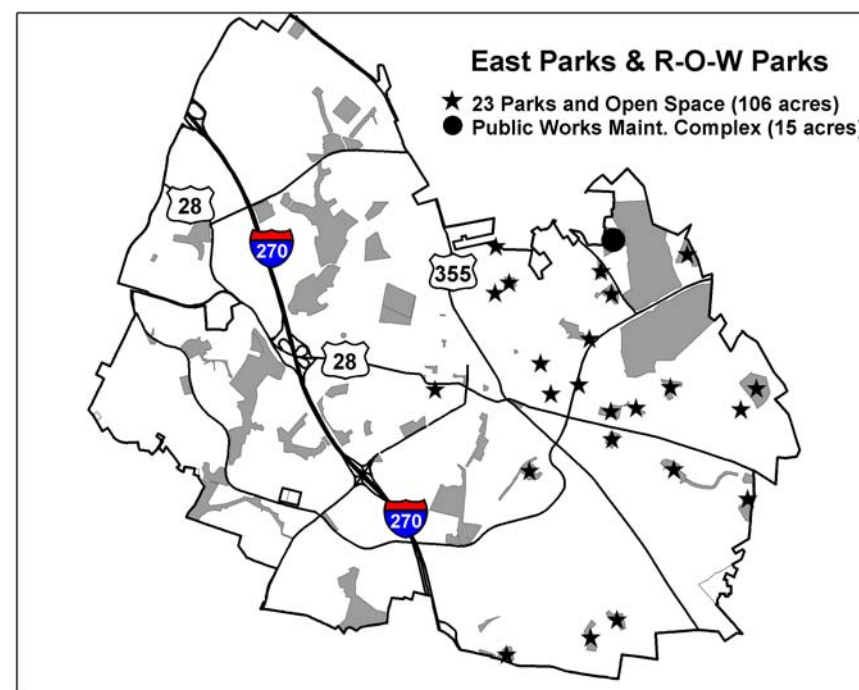 East Parks & R-O-W Parks
23 Parks and Open Space (106 acres)
Public Works Maint. Complex (15 acres)
28
270
355
28
270